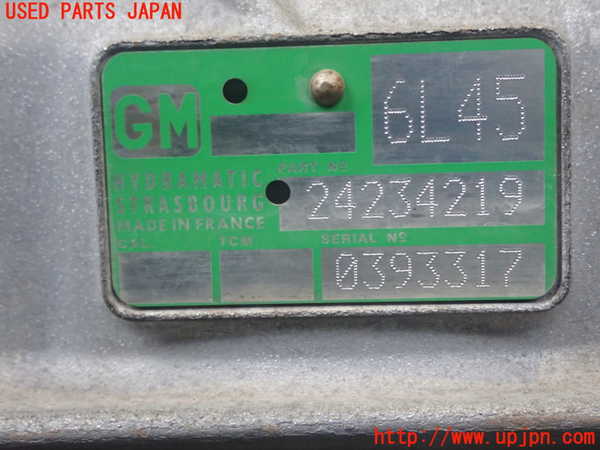 USED PARTS JAPAN
GM
6L45
PART Nº
HYDRAMATIC
24234219
STRASBOURG
MADE IN FRANCE
CAL TCM SERIAL Nº
0393317
http://www.upjpn.com